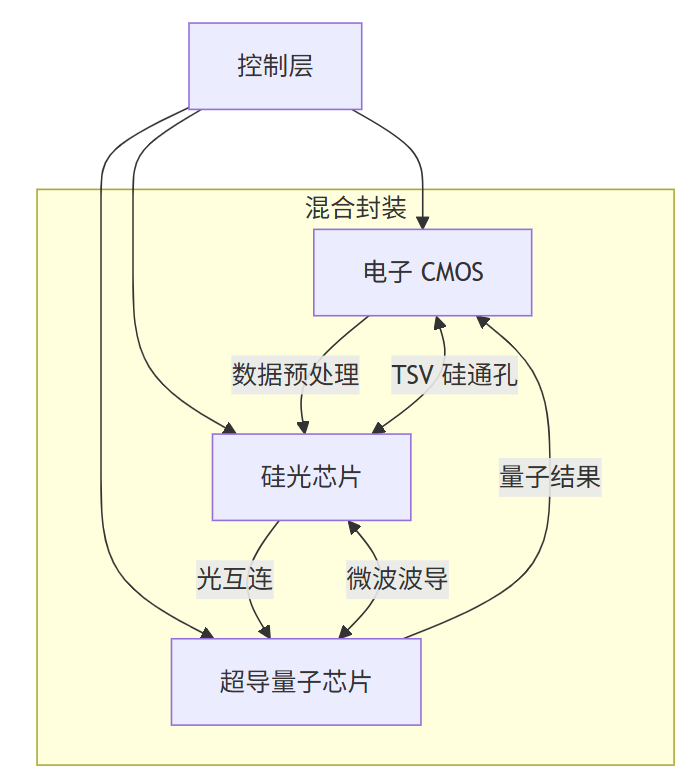 控制层
混合封装
电子 CMOS
数据预处理
TSV 硅通孔
硅光芯片
量子结果
光互连
微波波导
超导量子芯片